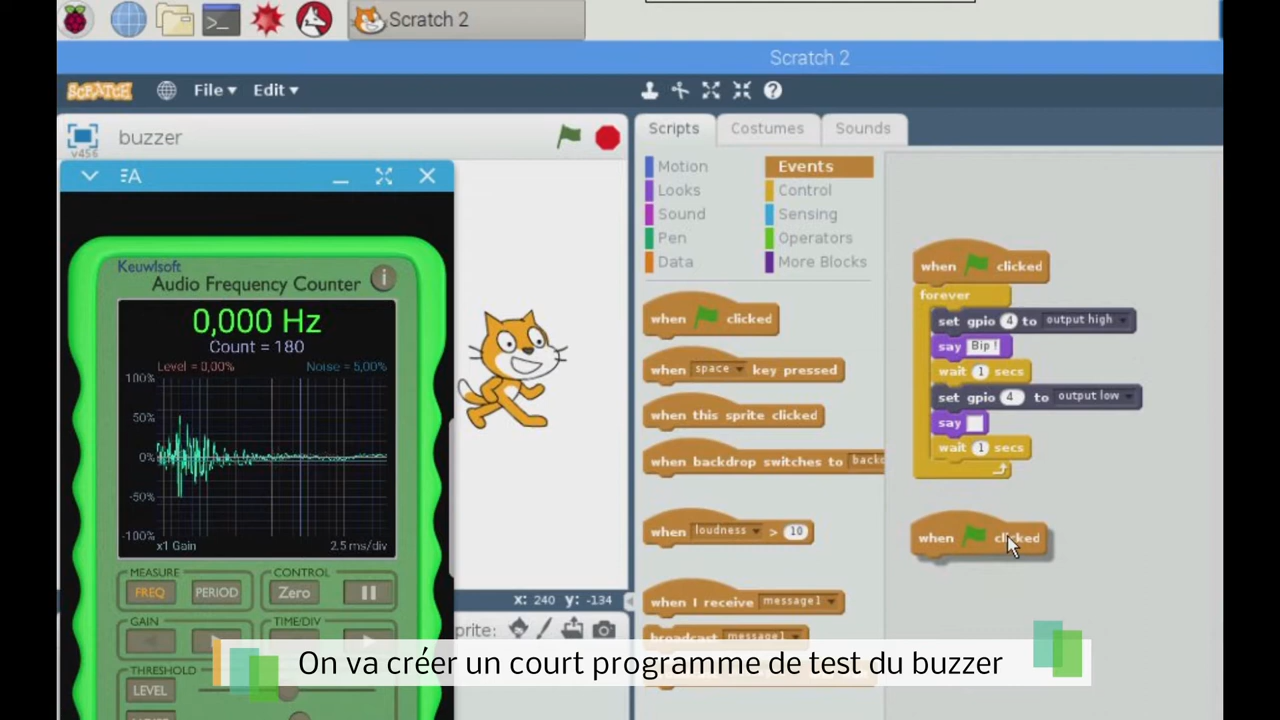 Scratch 2
Scratch 2
SCRATCH
File ▾ Edit ▾
v456
buzzer
Scripts Costumes Sounds
Motion Events
Looks Control
Sound Sensing
Pen Operators
Data More Blocks
when clicked
when space key pressed
when this sprite clicked
when backdrop switches to
when loudness > 10
when I receive message1
broadcast message1
when clicked
forever
set gpio 4 to output high
say Bip !
wait 1 secs
set gpio 4 to output low
say
wait 1 secs
when clicked
x: 240 y: -134
Keuwlsoft
Audio Frequency Counter
i
0,000 Hz
Count = 180
Level = 0,00% Noise = 5,00%
100%
50%
0%
-50%
-100%
x1 Gain 2.5 ms/div
MEASURE CONTROL
FREQ PERIOD Zero
GAIN TIME/DIV
THRESHOLD
LEVEL
On va créer un court programme de test du buzzer